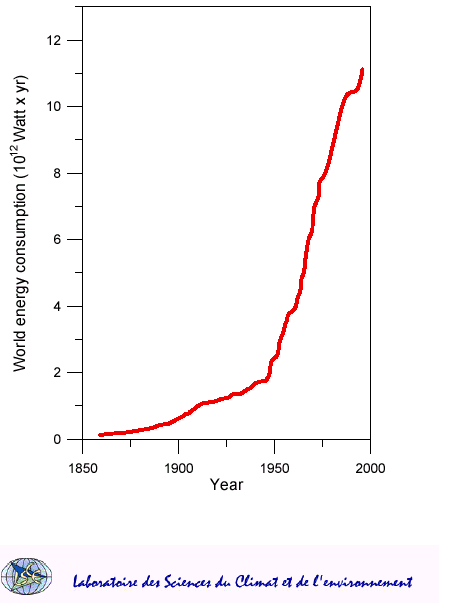 12
10
8
6
4
2
0
World energy consumption (10¹² Watt x yr)
1850 1900 1950 2000
Year
Laboratoire des Sciences du Climat et de l'environnement